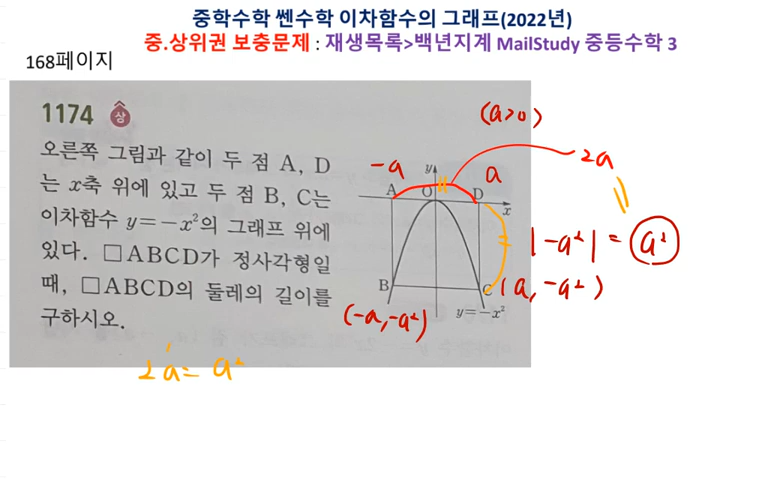 중학수학 쎈수학 이차함수의 그래프(2022년)
중.상위권 보충문제 : 재생목록>백년지계 MailStudy 중등수학 3
168페이지
1174 상
오른쪽 그림과 같이 두 점 A, D
는 x축 위에 있고 두 점 B, C는
이차함수 y=-x²의 그래프 위에
있다. □ABCD가 정사각형일
때, □ABCD의 둘레의 길이를
구하시오.
(a>0)
-a
a
2a
y
A
O
D
x
|-a²| = a²
B
C
(a, -a²)
(-a, -a²)
y=-x²
2a = a²